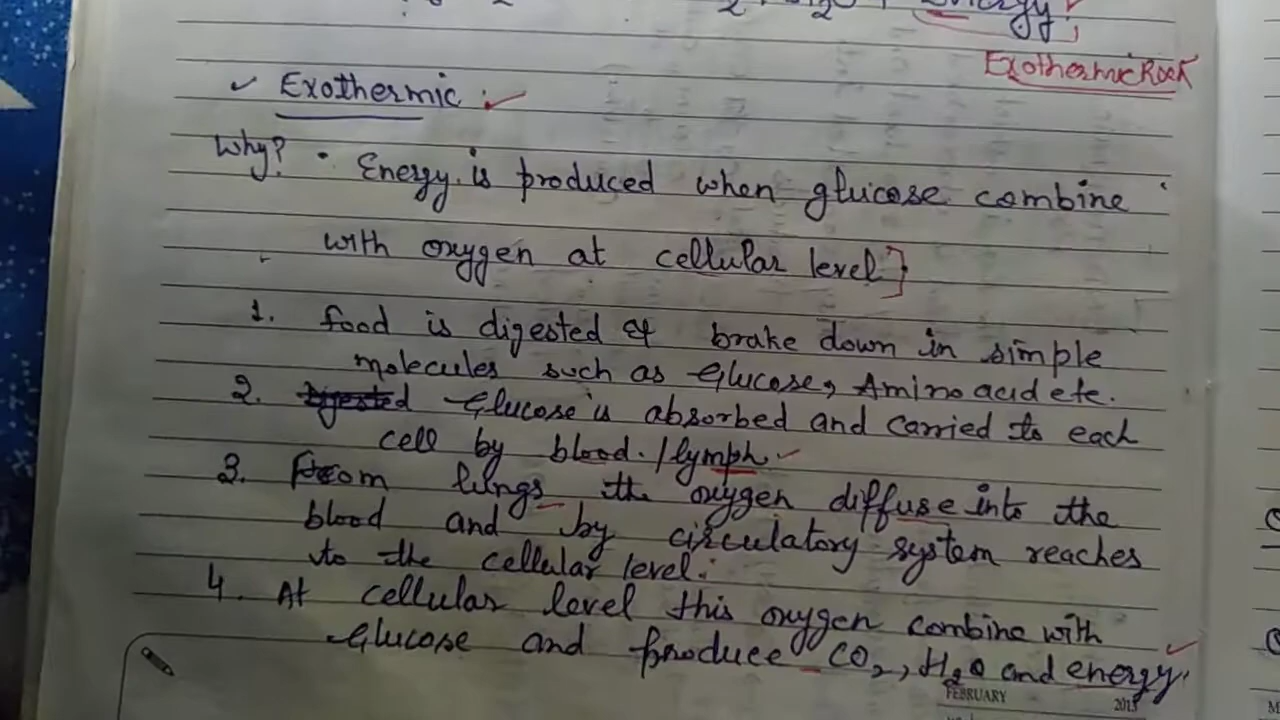 Energy;
Exothermic Reac
✓ Exothermic :
Why? • Energy is produced when glucose combine
with oxygen at cellular level}
1. food is digested & brake down in simple
molecules such as Glucose, Amino acid etc.
2. Glucose is absorbed and carried to each
cell by blood. / lymph.
3. From lungs the oxygen diffuse into the
blood and by circulatory system reaches
to the cellular level.
4. At cellular level this oxygen combine with
Glucose and produce CO₂, H₂O and energy.
FEBRUARY